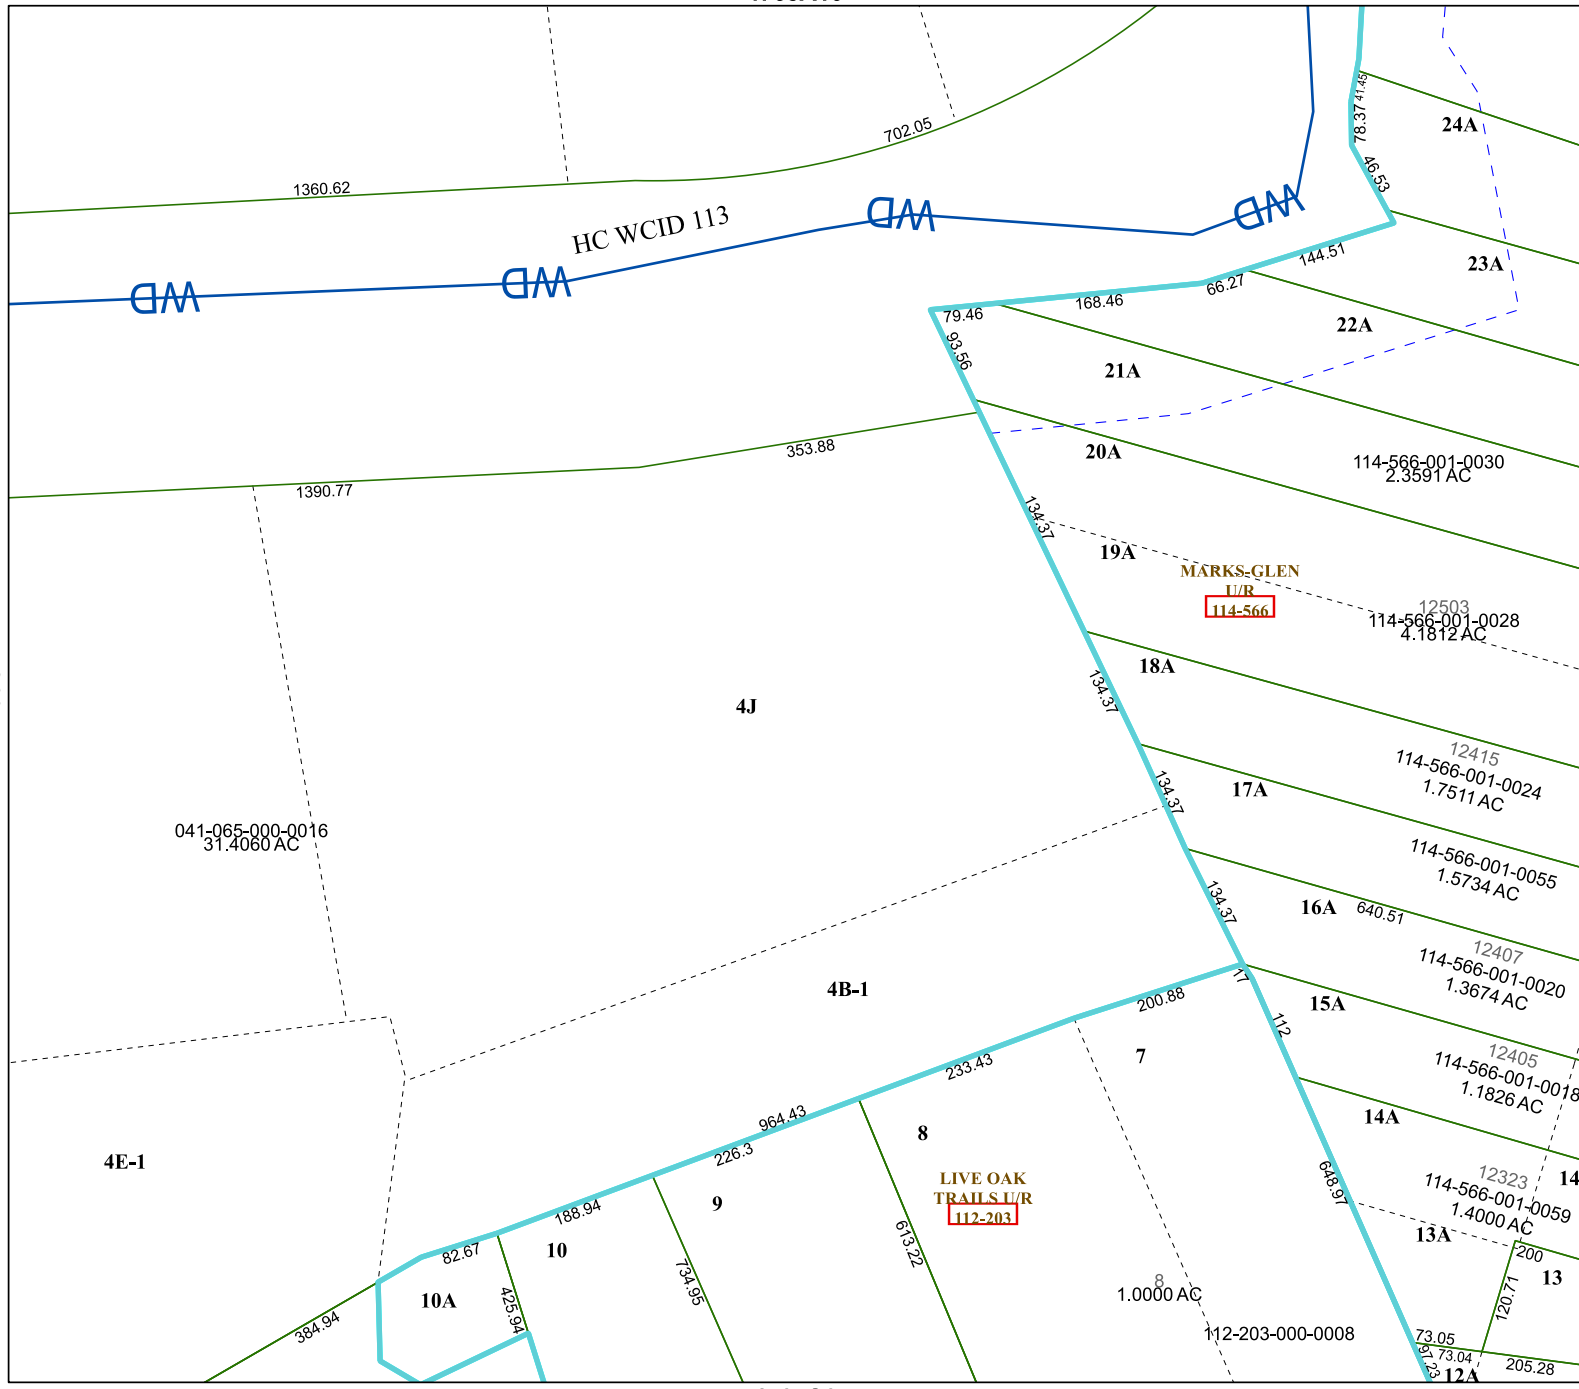 702.05
1360.62
HC WCID 113
WD
WD
WD
WD
41.45
78.37
46.53
24A
23A
144.51
66.27
168.46
79.46
93.56
22A
21A
353.88
1390.77
20A
114-566-001-0030
2.3591 AC
134.37
19A
MARKS-GLEN
U/R
114-566
12503
114-566-001-0028
4.1812 AC
18A
134.37
4J
12415
114-566-001-0024
1.7511 AC
134.37
17A
041-065-000-0016
31.4060 AC
114-566-001-0055
1.5734 AC
134.37
16A
640.51
12407
114-566-001-0020
1.3674 AC
17
4B-1
200.88
15A
112
7
12405
114-566-001-0018
1.1826 AC
233.43
964.43
226.3
8
14A
4E-1
648.97
12323
114-566-001-0059
1.4000 AC
14
LIVE OAK
TRAILS U/R
112-203
9
188.94
10
82.67
613.22
13A
200
13
734.95
425.94
10A
384.94
8
1.0000 AC
112-203-000-0008
120.71
73.05
73.04
97.23
205.28
12A